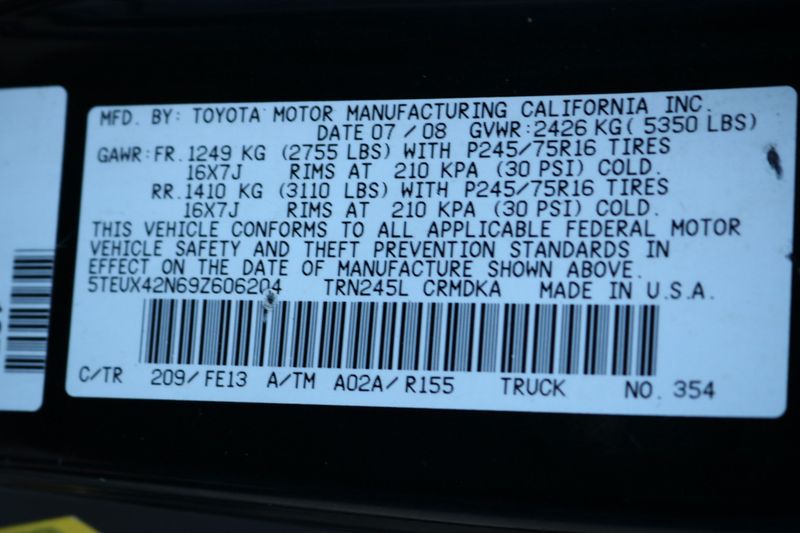 MFD. BY: TOYOTA MOTOR MANUFACTURING CALIFORNIA INC.
DATE 07/08 GVWR:2426 KG( 5350 LBS)
GAWR:FR. 1249 KG (2755 LBS) WITH P245/75R16 TIRES
16X7J RIMS AT 210 KPA (30 PSI) COLD.
RR. 1410 KG (3110 LBS) WITH P245/75R16 TIRES
16X7J RIMS AT 210 KPA (30 PSI) COLD.
THIS VEHICLE CONFORMS TO ALL APPLICABLE FEDERAL MOTOR
VEHICLE SAFETY AND THEFT PREVENTION STANDARDS IN
EFFECT ON THE DATE OF MANUFACTURE SHOWN ABOVE.
5TEUX42N69Z606204 TRN245L CRMDKA MADE IN U.S.A.
C/TR 209/FE13 A/TM A02A/R155 TRUCK NO. 354